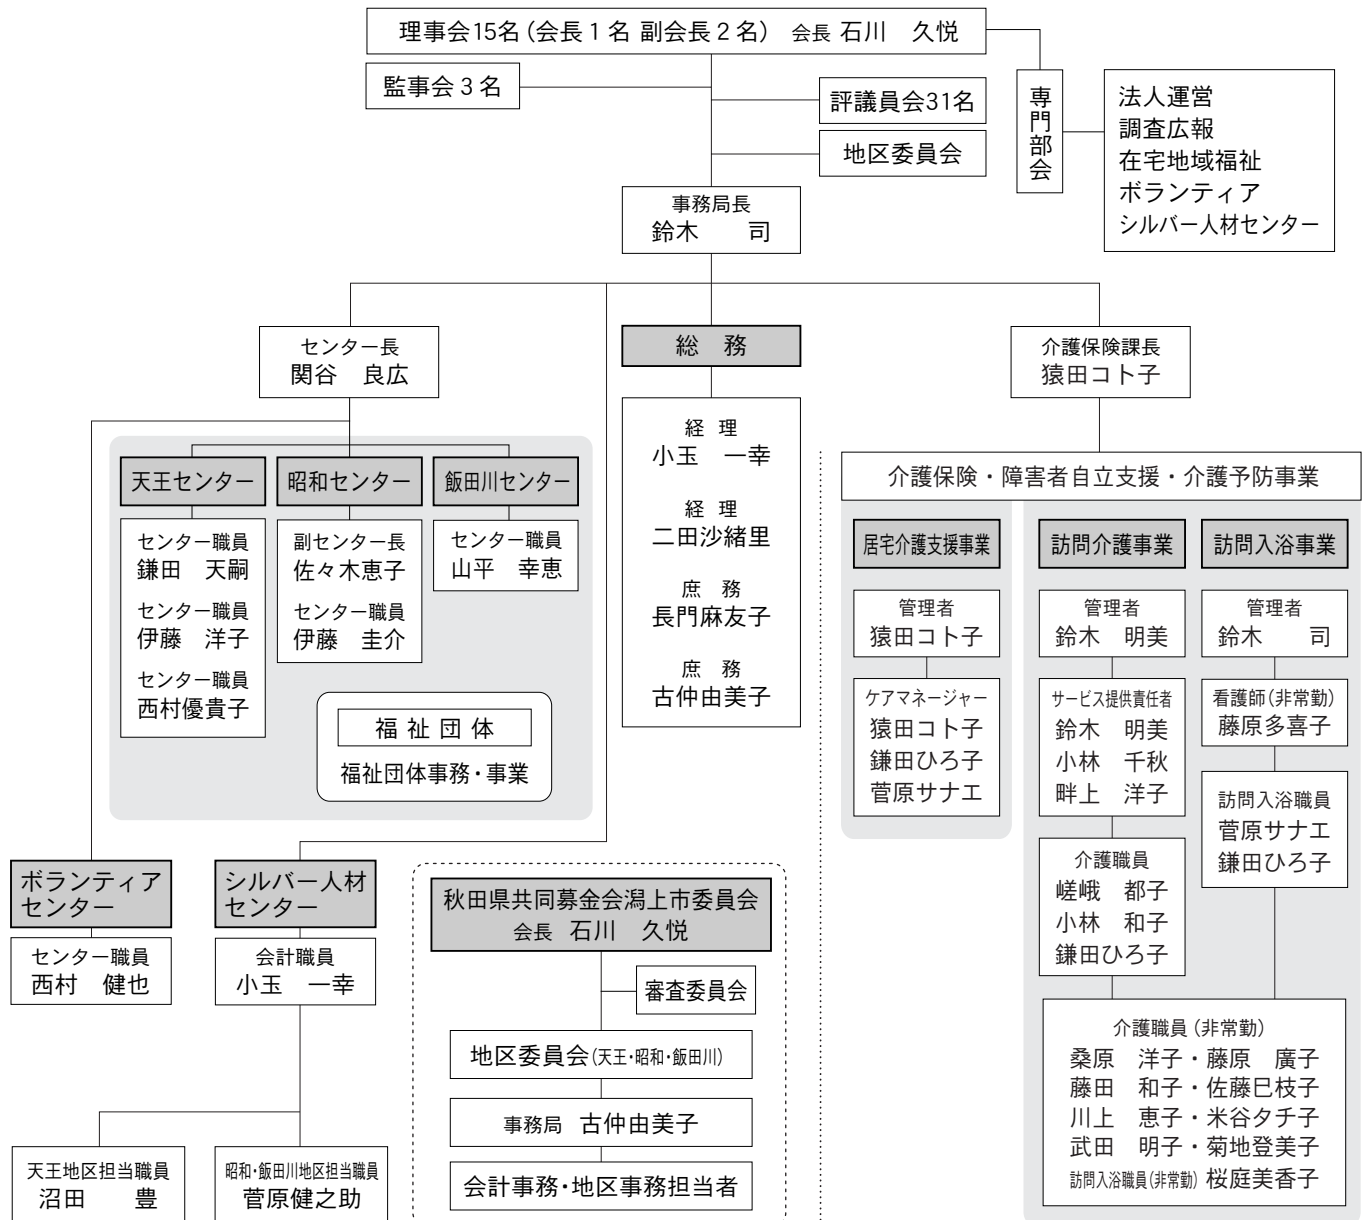 理事会15名(会長1名 副会長2名) 会長 石川 久悦
監事会3名
評議員会31名
地区委員会
専門部会
法人運営
調査広報
在宅地域福祉
ボランティア
シルバー人材センター
事務局長
鈴木 司
センター長
関谷 良広
総 務
介護保険課長
猿田コト子
経 理
小玉 一幸
経 理
二田沙緒里
庶 務
長門麻友子
庶 務
古仲由美子
天王センター
センター職員
鎌田 天嗣
センター職員
伊藤 洋子
センター職員
西村優貴子
昭和センター
副センター長
佐々木恵子
センター職員
伊藤 圭介
飯田川センター
センター職員
山平 幸恵
福 祉 団 体
福祉団体事務・事業
介護保険・障害者自立支援・介護予防事業
居宅介護支援事業
管理者
猿田コト子
ケアマネージャー
猿田コト子
鎌田ひろ子
菅原サナエ
訪問介護事業
管理者
鈴木 明美
サービス提供責任者
鈴木 明美
小林 千秋
畔上 洋子
介護職員
嵯峨 都子
小林 和子
鎌田ひろ子
訪問入浴事業
管理者
鈴木 司
看護師(非常勤)
藤原多喜子
訪問入浴職員
菅原サナエ
鎌田ひろ子
介護職員(非常勤)
桑原 洋子・藤原 廣子
藤田 和子・佐藤巳枝子
川上 恵子・米谷タチ子
武田 明子・菊地登美子
訪問入浴職員(非常勤) 桜庭美香子
ボランティア
センター
センター職員
西村 健也
シルバー人材
センター
会計職員
小玉 一幸
天王地区担当職員
沼田 豊
昭和・飯田川地区担当職員
菅原健之助
秋田県共同募金会潟上市委員会
会長 石川 久悦
審査委員会
地区委員会(天王・昭和・飯田川)
事務局 古仲由美子
会計事務・地区事務担当者